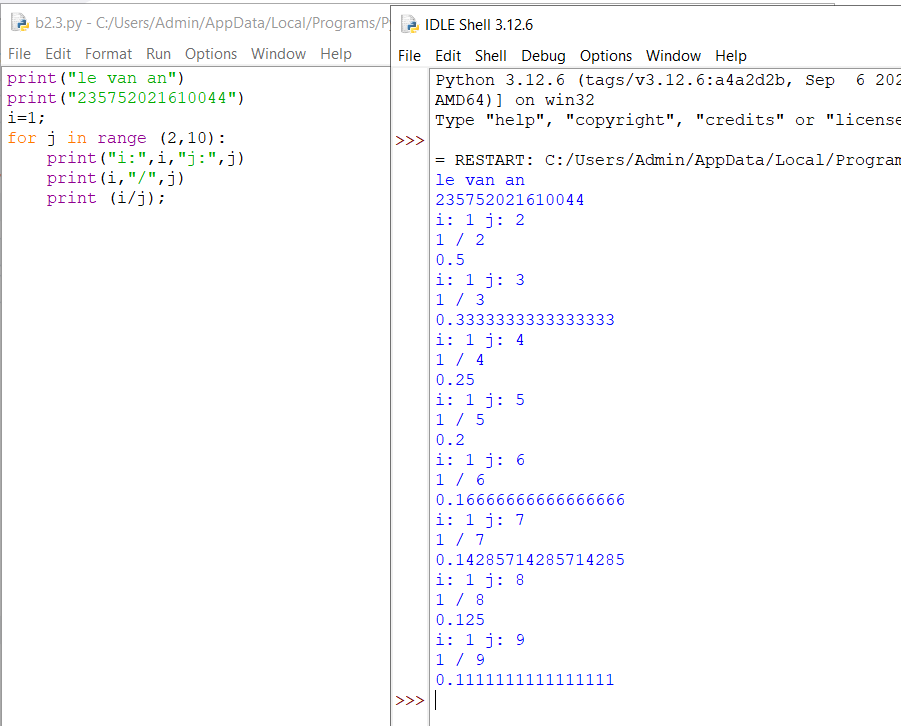 b2.3.py - C:/Users/Admin/AppData/Local/Programs/P
File Edit Format Run Options Window Help
print("le van an")
print("235752021610044")
i=1;
for j in range (2,10):
    print("i:",i,"j:",j)
    print(i,"/",j)
    print (i/j);
IDLE Shell 3.12.6
File Edit Shell Debug Options Window Help
Python 3.12.6 (tags/v3.12.6:a4a2d2b, Sep  6 202
AMD64)] on win32
Type "help", "copyright", "credits" or "license
>>>
= RESTART: C:/Users/Admin/AppData/Local/Program
le van an
235752021610044
i: 1 j: 2
1 / 2
0.5
i: 1 j: 3
1 / 3
0.3333333333333333
i: 1 j: 4
1 / 4
0.25
i: 1 j: 5
1 / 5
0.2
i: 1 j: 6
1 / 6
0.16666666666666666
i: 1 j: 7
1 / 7
0.14285714285714285
i: 1 j: 8
1 / 8
0.125
i: 1 j: 9
1 / 9
0.1111111111111111
>>>